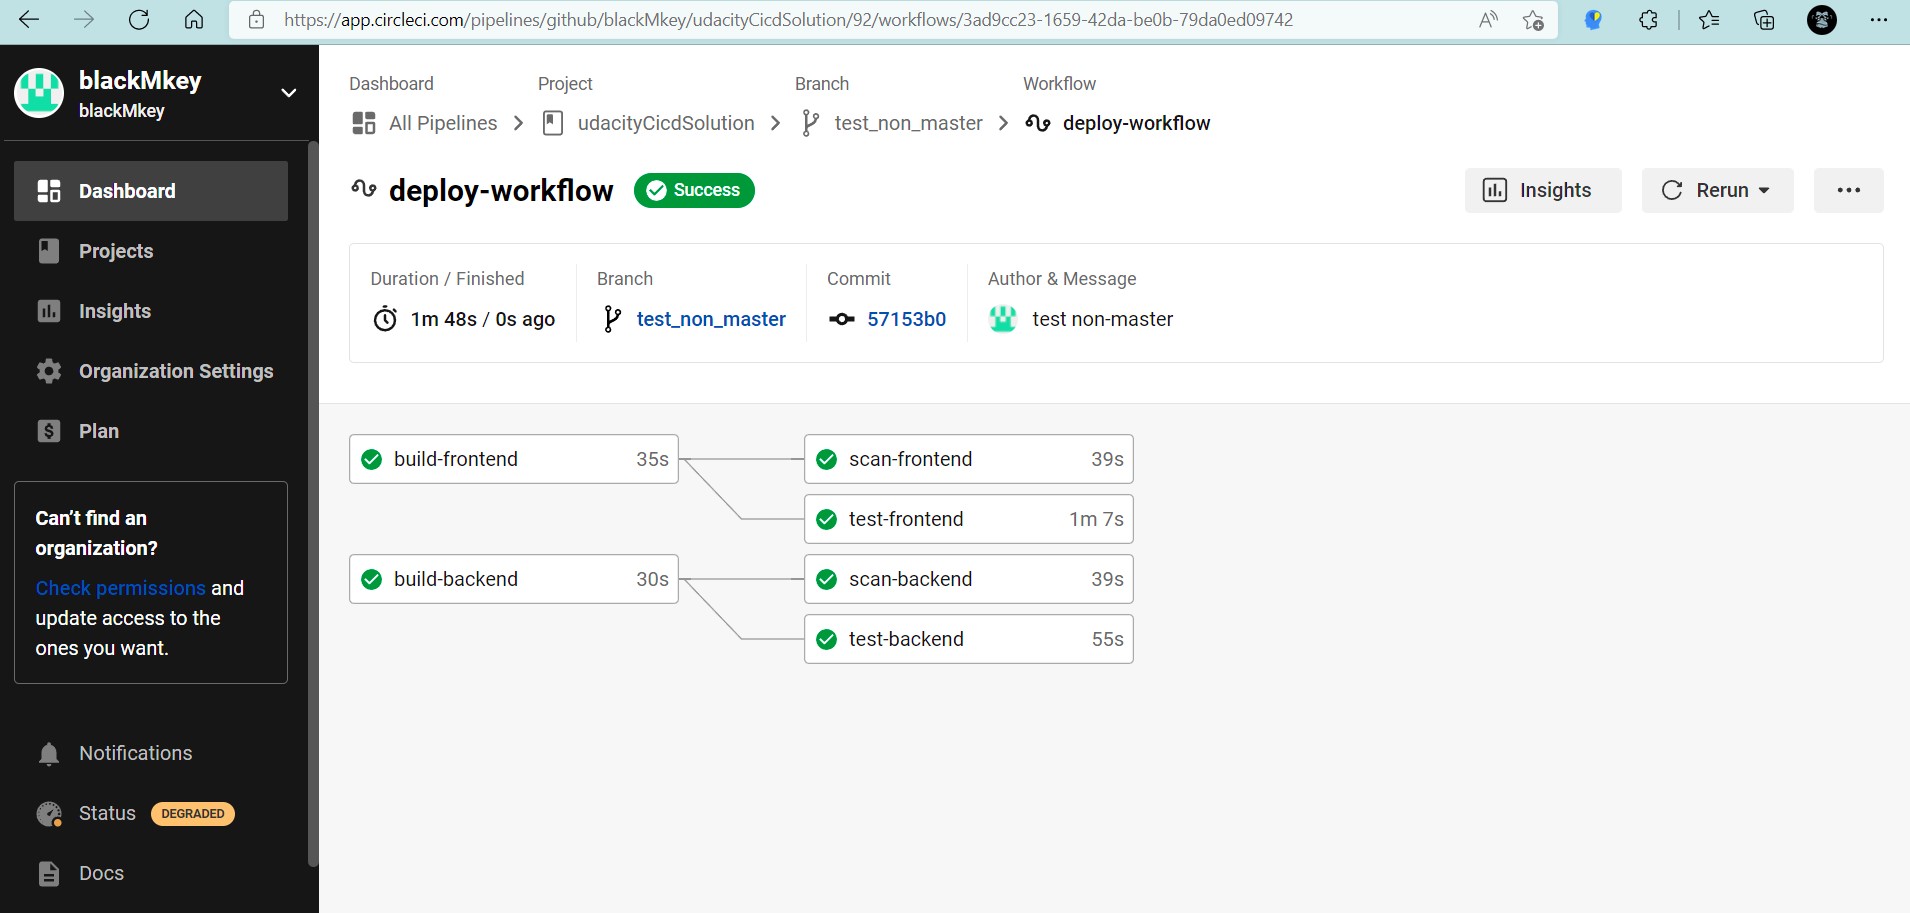 https://app.circleci.com/pipelines/github/blackMkey/udacityCicdSolution/92/workflows/3ad9cc23-1659-42da-be0b-79da0ed09742
blackMkey
blackMkey
Dashboard
Projects
Insights
Organization Settings
Plan
Can't find an
organization?
Check permissions and
update access to the
ones you want.
Notifications
Status DEGRADED
Docs
Dashboard Project Branch Workflow
All Pipelines udacityCicdSolution test_non_master deploy-workflow
deploy-workflow Success Insights Rerun
Duration / Finished Branch Commit Author & Message
1m 48s / 0s ago test_non_master 57153b0 test non-master
build-frontend 35s scan-frontend 39s
test-frontend 1m 7s
build-backend 30s scan-backend 39s
test-backend 55s